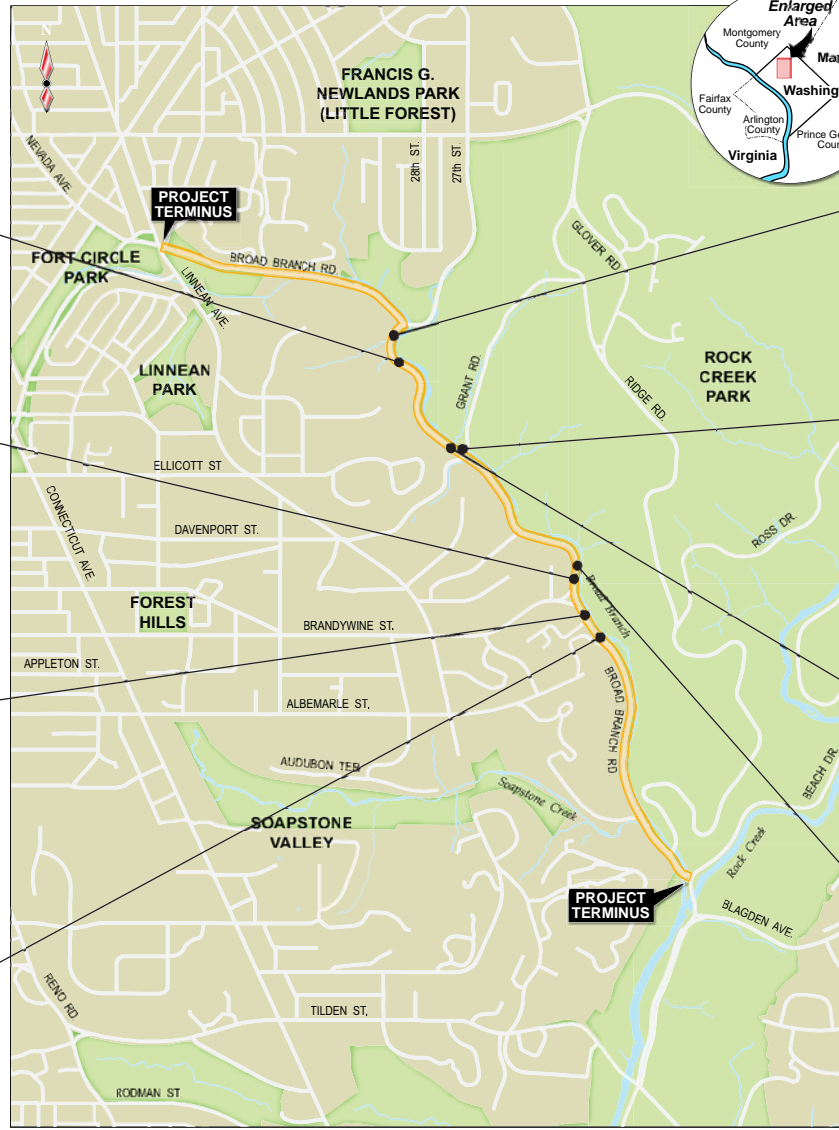 Enlarged
Area
Montgomery
County
Washing
Fairfax
County
Arlington
County
Prince Ge
Coun
Virginia
N
FRANCIS G.
NEWLANDS PARK
(LITTLE FOREST)
NEVADA AVE.
28th ST.
27th ST.
PROJECT
TERMINUS
GLOVER RD.
FORT CIRCLE
PARK
BROAD BRANCH RD.
LINNEAN AVE.
LINNEAN
PARK
GRANT RD.
RIDGE RD.
ROCK
CREEK
PARK
ELLICOTT ST
CONNECTICUT AVE
DAVENPORT ST.
ROSS DR.
Broad Branch
FOREST
HILLS
BRANDYWINE ST.
APPLETON ST.
ALBEMARLE ST.
BROAD BRANCH RD
AUDUBON TER
Soapstone Creek
BEACH DR.
SOAPSTONE
VALLEY
Rock Creek
PROJECT
TERMINUS
BLAGDEN AVE.
RENO RD
TILDEN ST.
RODMAN ST